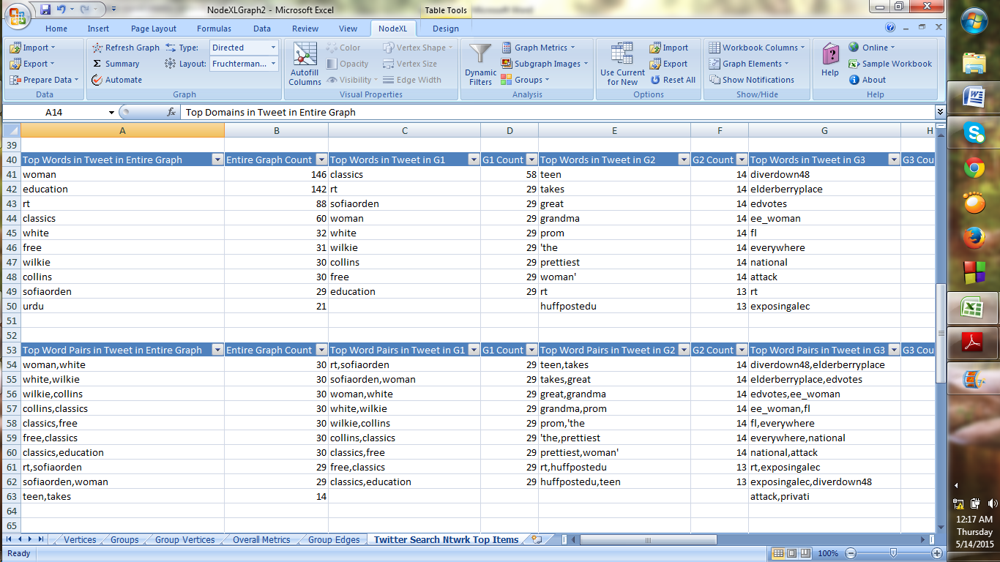 NodeXLGraph2 - Microsoft Excel
Table Tools
Home Insert Page Layout Formulas Data Review View NodeXL Design
Import Refresh Graph Type: Directed Color Vertex Shape Graph Metrics Import Workbook Columns Online
Export Summary Layout: Fruchterman... Autofill Columns Opacity Vertex Size Dynamic Filters Subgraph Images Use Current for New Export Graph Elements Help Sample Workbook
Prepare Data Automate Visibility Edge Width Groups Reset All Show Notifications About
Data Graph Visual Properties Analysis Options Show/Hide Help
A14 fx Top Domains in Tweet in Entire Graph
A B C D E F G H
39
40 Top Words in Tweet in Entire Graph Entire Graph Count Top Words in Tweet in G1 G1 Count Top Words in Tweet in G2 G2 Count Top Words in Tweet in G3 G3 Cou
41 woman 146 classics 58 teen 14 diverdown48
42 education 142 rt 29 takes 14 elderberryplace
43 rt 88 sofiaorden 29 great 14 edvotes
44 classics 60 woman 29 grandma 14 ee_woman
45 white 32 white 29 prom 14 fl
46 free 31 wilkie 29 'the 14 everywhere
47 wilkie 30 collins 29 prettiest 14 national
48 collins 30 free 29 woman' 14 attack
49 sofiaorden 29 education 29 rt 13 rt
50 urdu 21 huffpostedu 13 exposingalec
51
52
53 Top Word Pairs in Tweet in Entire Graph Entire Graph Count Top Word Pairs in Tweet in G1 G1 Count Top Word Pairs in Tweet in G2 G2 Count Top Word Pairs in Tweet in G3 G3 Cou
54 woman,white 30 rt,sofiaorden 29 teen,takes 14 diverdown48,elderberryplace
55 white,wilkie 30 sofiaorden,woman 29 takes,great 14 elderberryplace,edvotes
56 wilkie,collins 30 woman,white 29 great,grandma 14 edvotes,ee_woman
57 collins,classics 30 white,wilkie 29 grandma,prom 14 ee_woman,fl
58 classics,free 30 wilkie,collins 29 prom,'the 14 fl,everywhere
59 free,classics 30 collins,classics 29 'the,prettiest 14 everywhere,national
60 classics,education 30 classics,free 29 prettiest,woman' 14 national,attack
61 rt,sofiaorden 29 free,classics 29 rt,huffpostedu 13 rt,exposingalec
62 sofiaorden,woman 29 classics,education 29 huffpostedu,teen 13 exposingalec,diverdown48
63 teen,takes 14 attack,privati
64
65
Vertices Groups Group Vertices Overall Metrics Group Edges Twitter Search Ntwrk Top Items
Ready 100%
12:17 AM
Thursday
5/14/2015